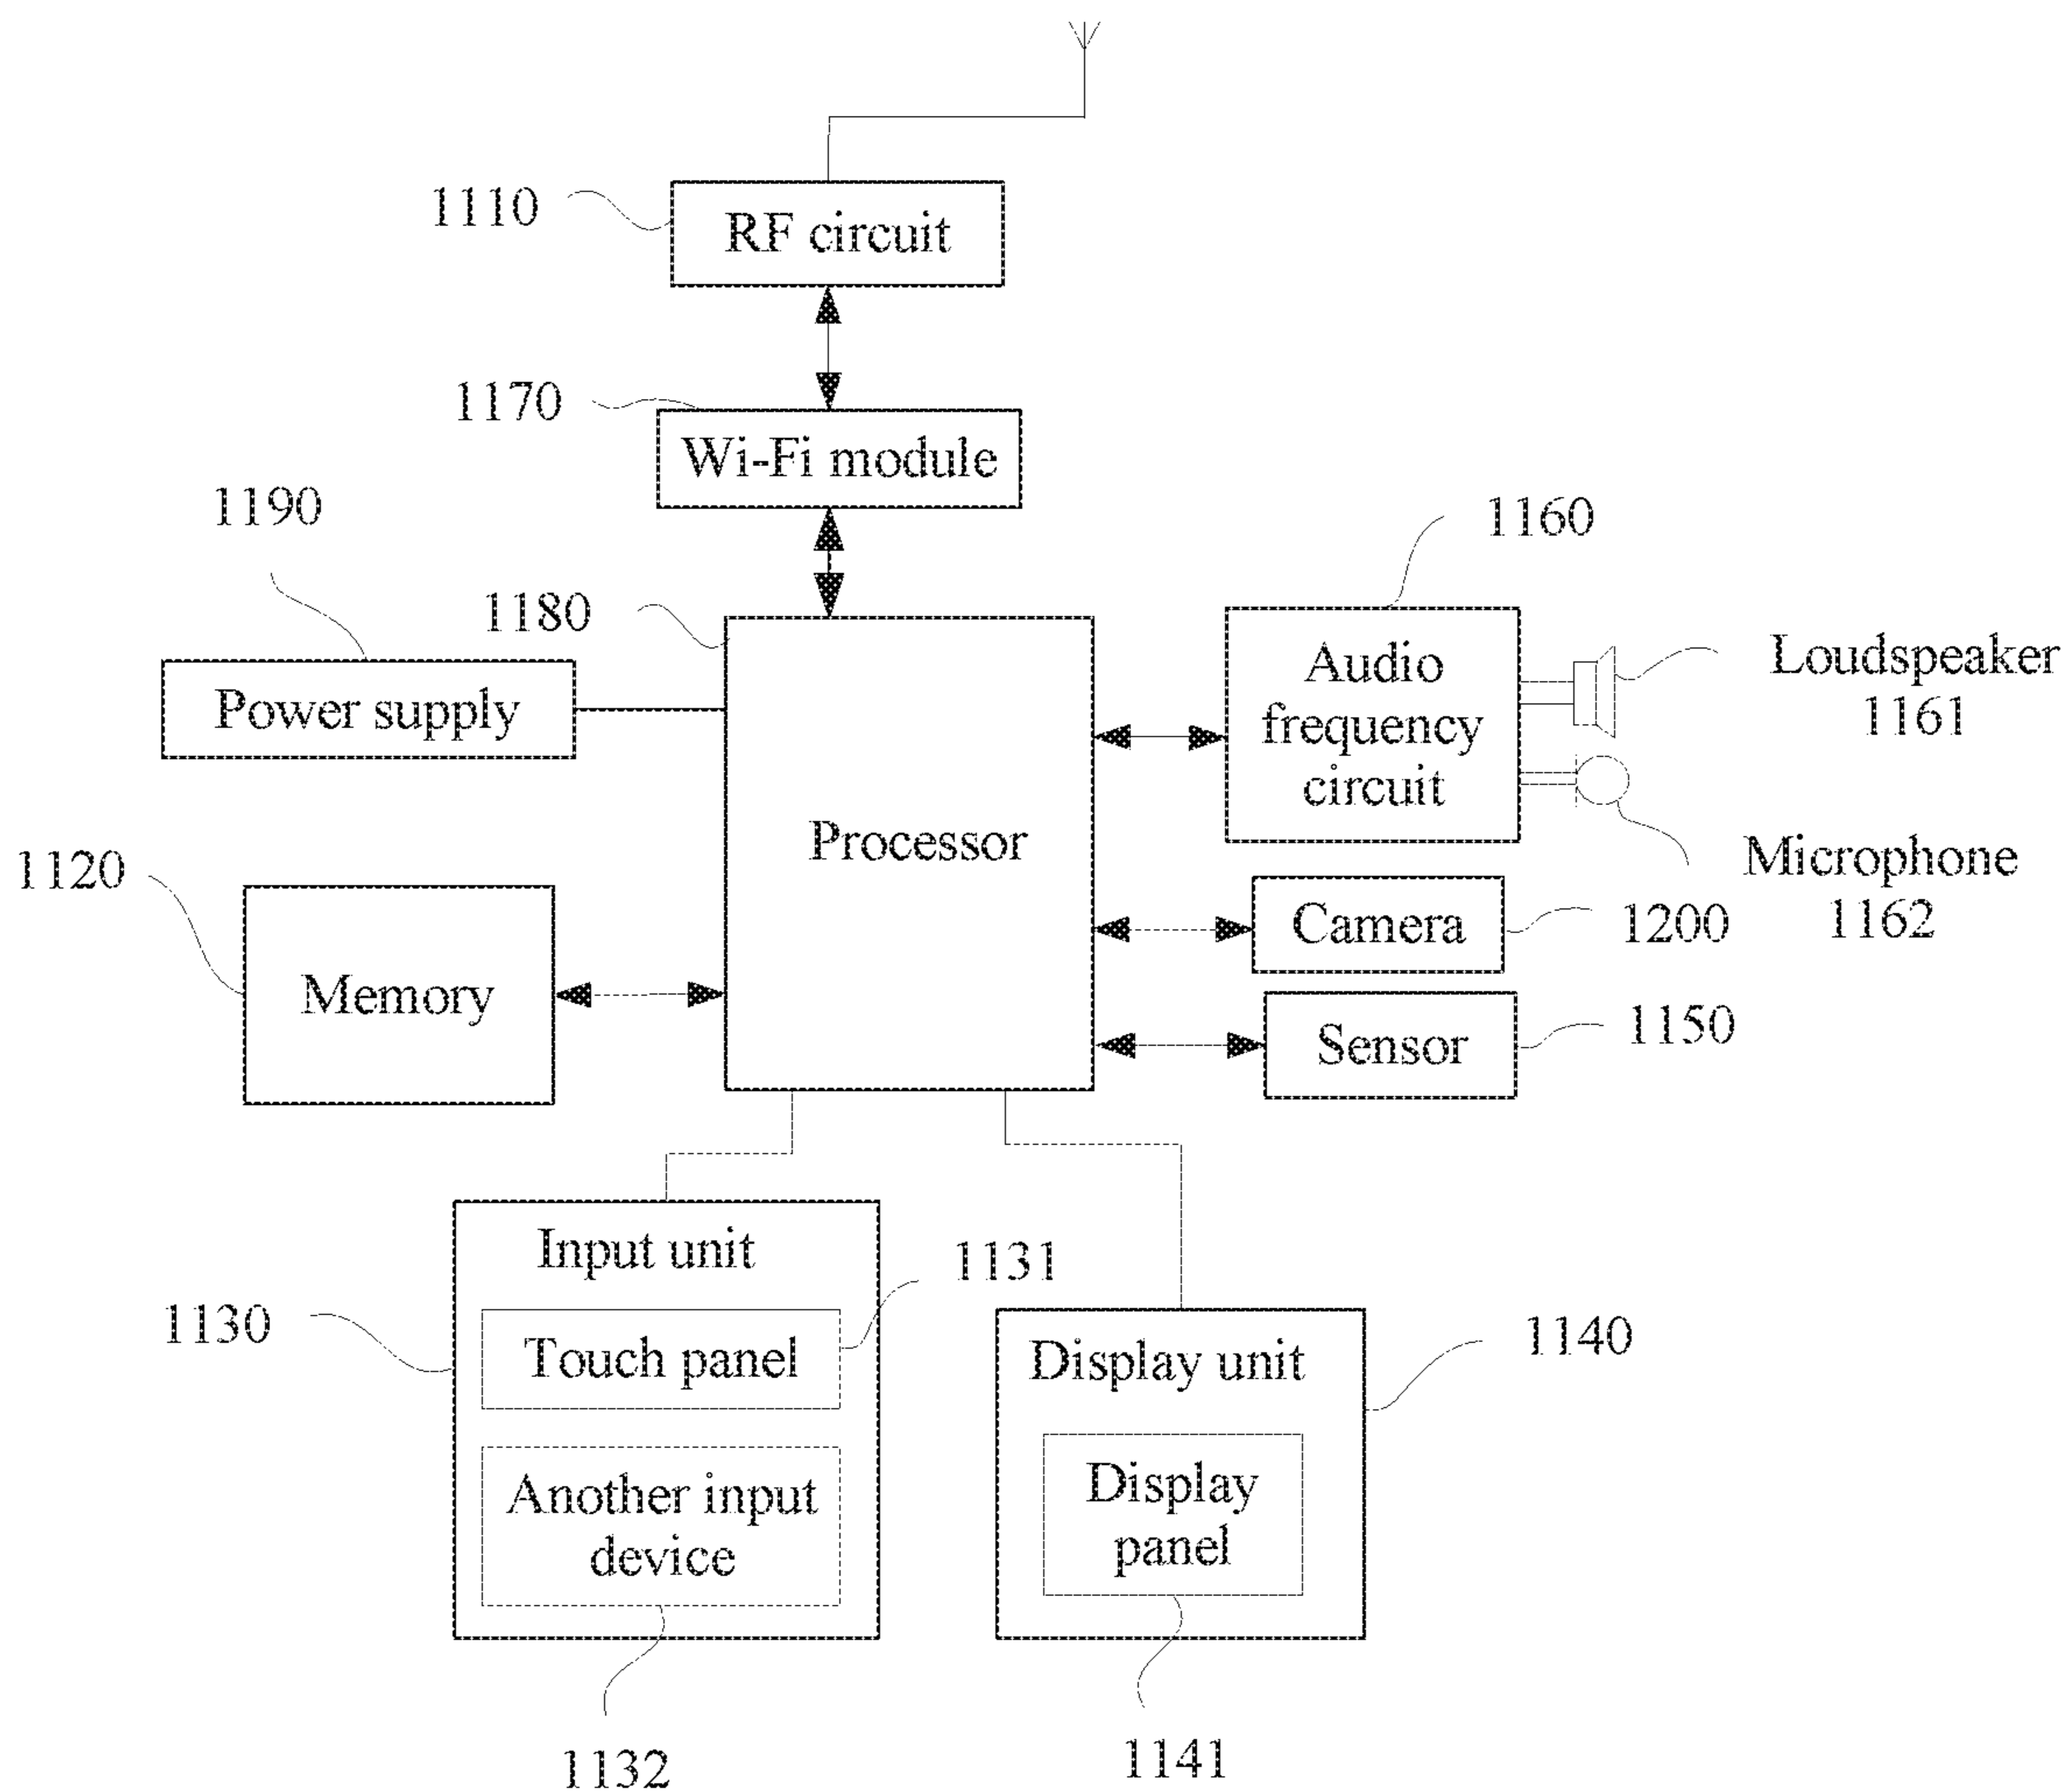 1110
RF circuit
1170
Wi-Fi module
1190
1180
1160
Power supply
Processor
Audio
frequency
circuit
Loudspeaker
1161
Microphone
1162
1120
Memory
Camera
1200
Sensor
1150
Input unit
1131
1130
Touch panel
Another input
device
1132
Display unit
1140
Display
panel
1141